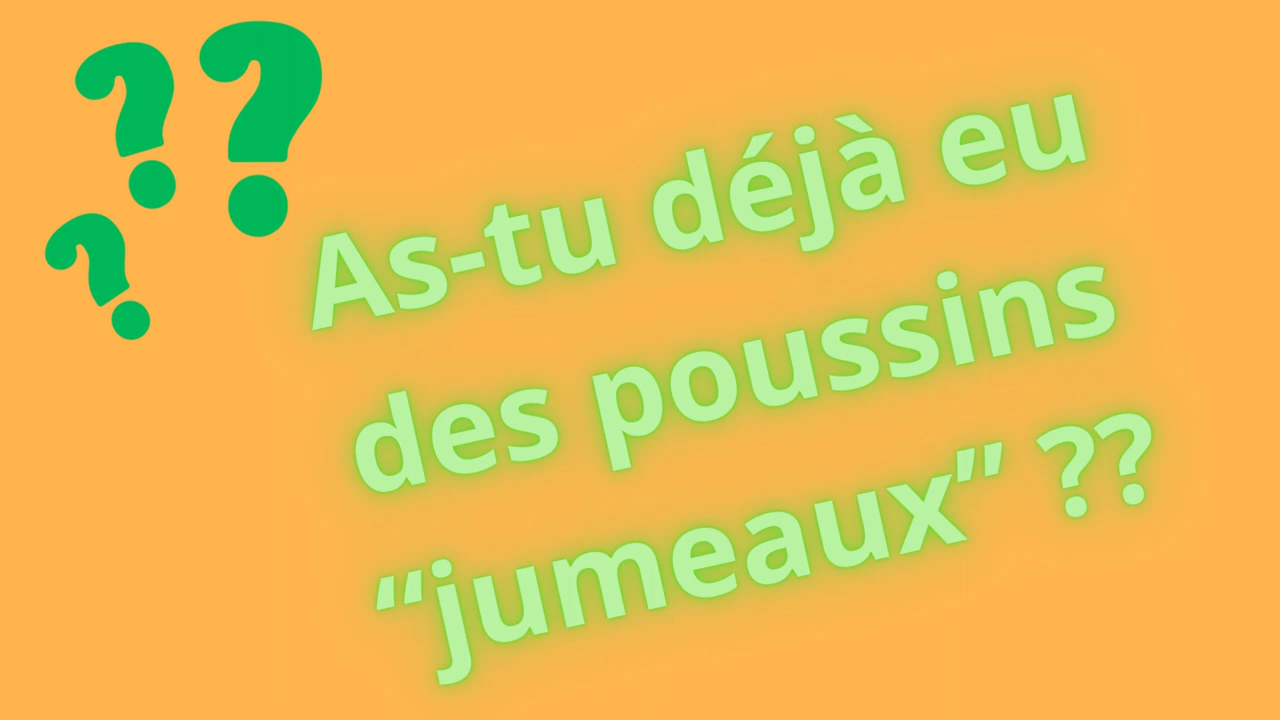 ??
?
As-tu déjà eu
des poussins
“jumeaux” ??